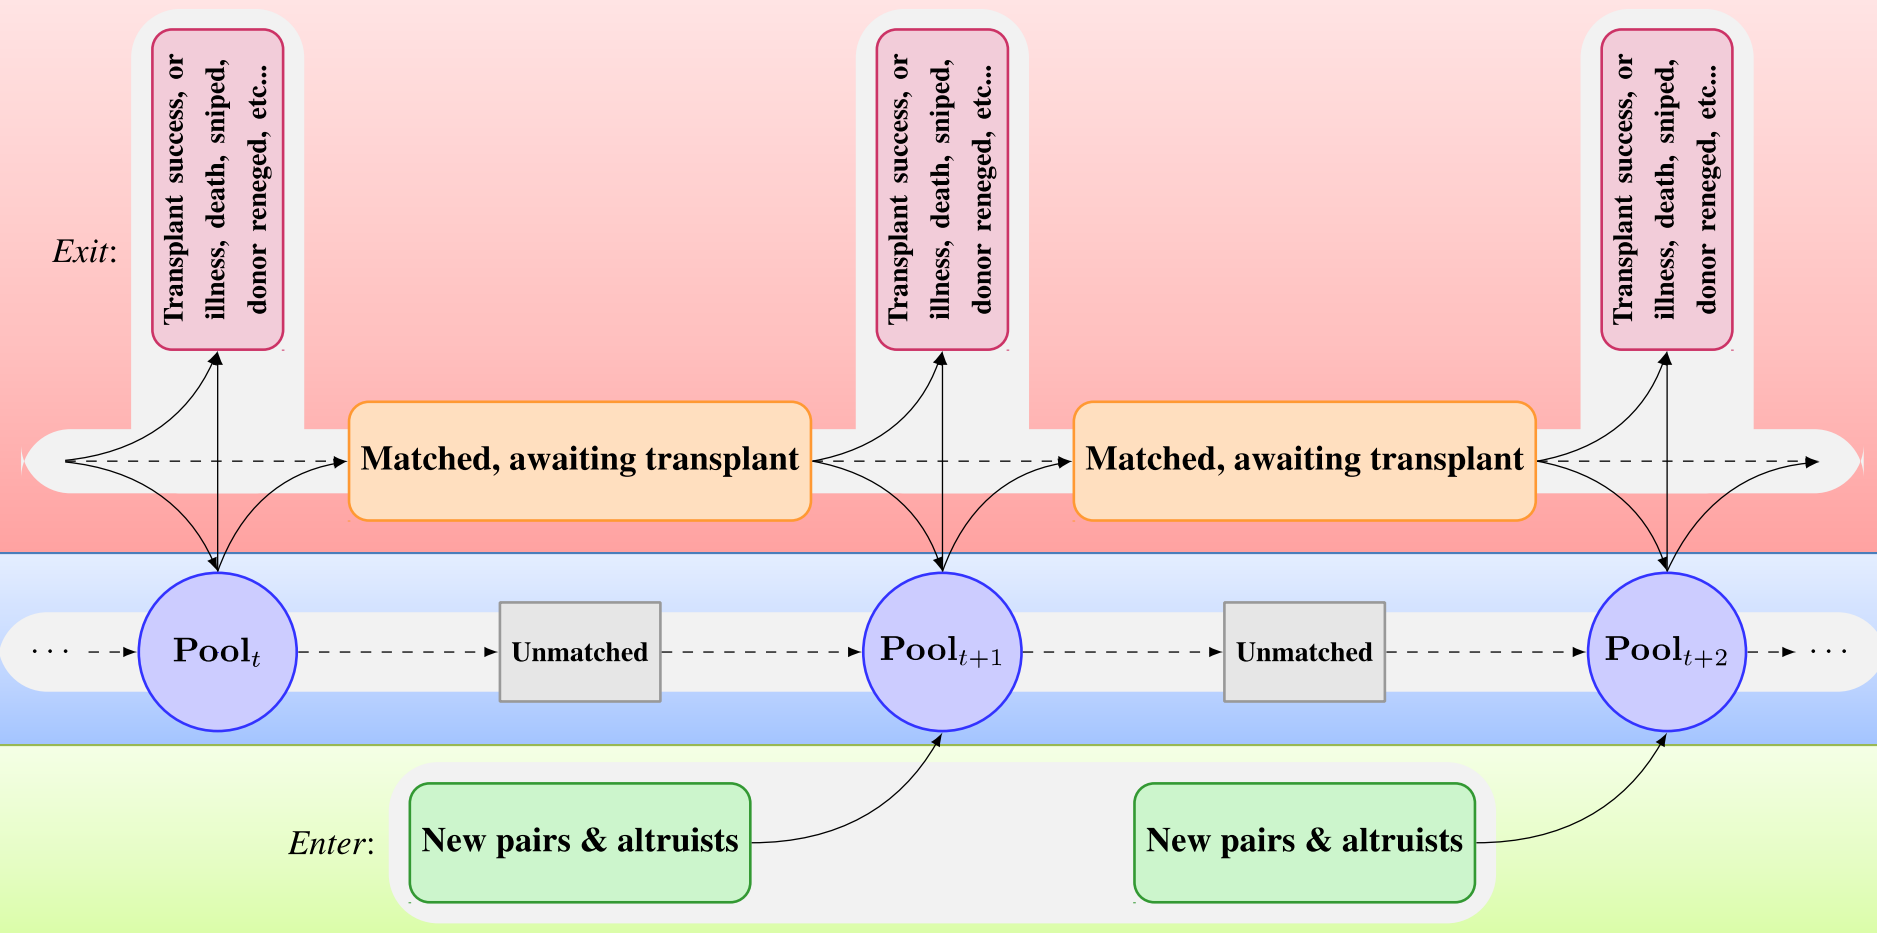 Transplant success, or
illness, death, sniped,
donor reneged, etc...
Transplant success, or
illness, death, sniped,
donor reneged, etc...
Transplant success, or
illness, death, sniped,
donor reneged, etc...
Exit:
Matched, awaiting transplant
Matched, awaiting transplant
··· Pool_t Unmatched Pool_{t+1} Unmatched Pool_{t+2} ···
Enter: New pairs & altruists New pairs & altruists